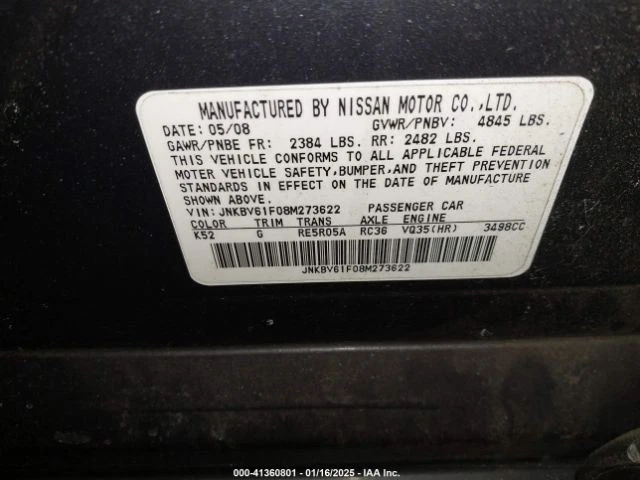 MANUFACTURED BY NISSAN MOTOR CO.,LTD.
DATE: 05/08 GVWR/PNBV: 4845 LBS.
GAWR/PNBE FR: 2384 LBS. RR: 2482 LBS.
THIS VEHICLE CONFORMS TO ALL APPLICABLE FEDERAL
MOTER VEHICLE SAFETY, BUMPER, AND THEFT PREVENTION
STANDARDS IN EFFECT ON THE DATE OF MANUFACTURE
SHOWN ABOVE.
VIN: JNKBV61F08M273622 PASSENGER CAR
COLOR TRIM TRANS AXLE ENGINE
K52 G RE5R05A RC36 VQ35(HR) 3498CC
JNKBV61F08M273622
000-41360801 - 01/16/2025 - IAA Inc.